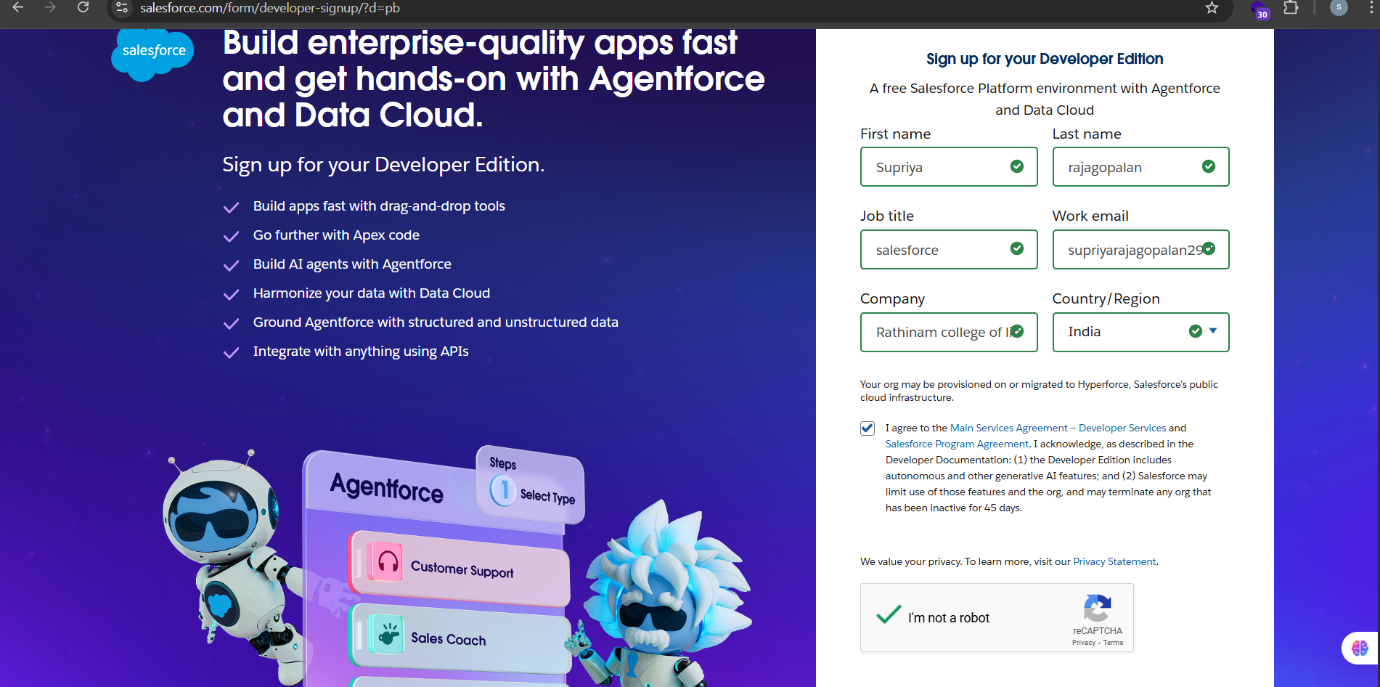 salesforce.com/form/developer-signup/?d=pb
30
S
salesforce
Build enterprise-quality apps fast
and get hands-on with Agentforce
and Data Cloud.
Sign up for your Developer Edition.
Build apps fast with drag-and-drop tools
Go further with Apex code
Build AI agents with Agentforce
Harmonize your data with Data Cloud
Ground Agentforce with structured and unstructured data
Integrate with anything using APIs
Agentforce
Steps
1 Select Type
Customer Support
Sales Coach
Sign up for your Developer Edition
A free Salesforce Platform environment with Agentforce
and Data Cloud
First name Last name
Supriya rajagopalan
Job title Work email
salesforce supriyarajagopalan29
Company Country/Region
Rathinam college of India
Your org may be provisioned on or migrated to Hyperforce, Salesforce's public
cloud infrastructure.
I agree to the Main Services Agreement – Developer Services and
Salesforce Program Agreement. I acknowledge, as described in the
Developer Documentation: (1) the Developer Edition includes
autonomous and other generative AI features; and (2) Salesforce may
limit use of those features and the org, and may terminate any org that
has been inactive for 45 days.
We value your privacy. To learn more, visit our Privacy Statement.
I'm not a robot
reCAPTCHA
Privacy - Terms